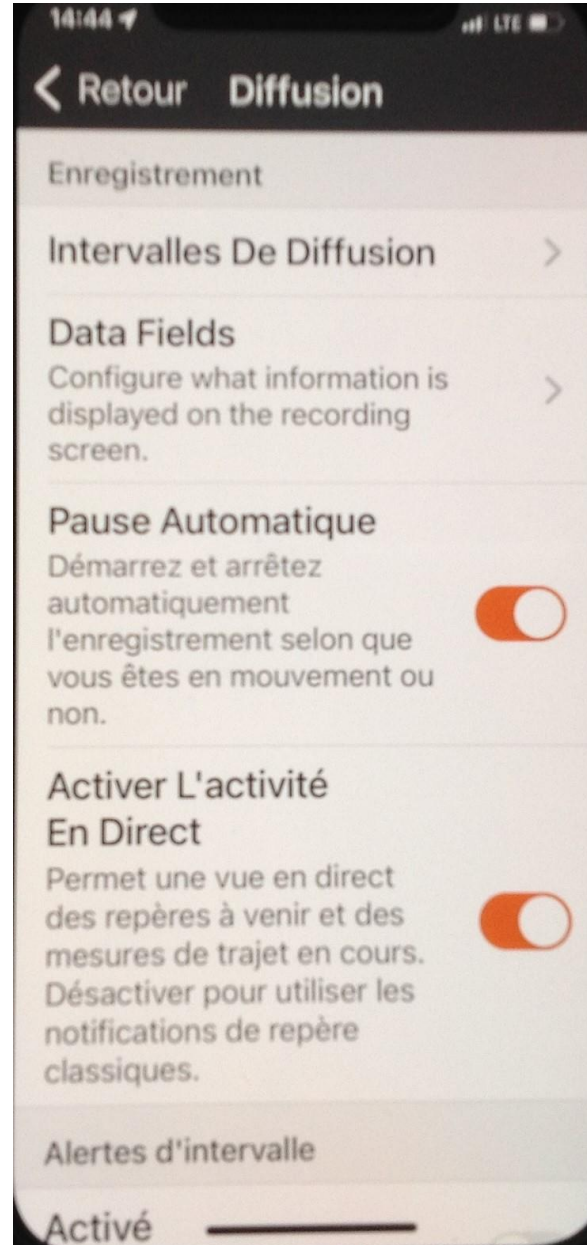 14:44
LTE
Retour Diffusion
Enregistrement
Intervalles De Diffusion
Data Fields
Configure what information is
displayed on the recording
screen.
Pause Automatique
Démarrez et arrêtez
automatiquement
l'enregistrement selon que
vous êtes en mouvement ou
non.
Activer L'activité
En Direct
Permet une vue en direct
des repères à venir et des
mesures de trajet en cours.
Désactiver pour utiliser les
notifications de repère
classiques.
Alertes d'intervalle
Activé